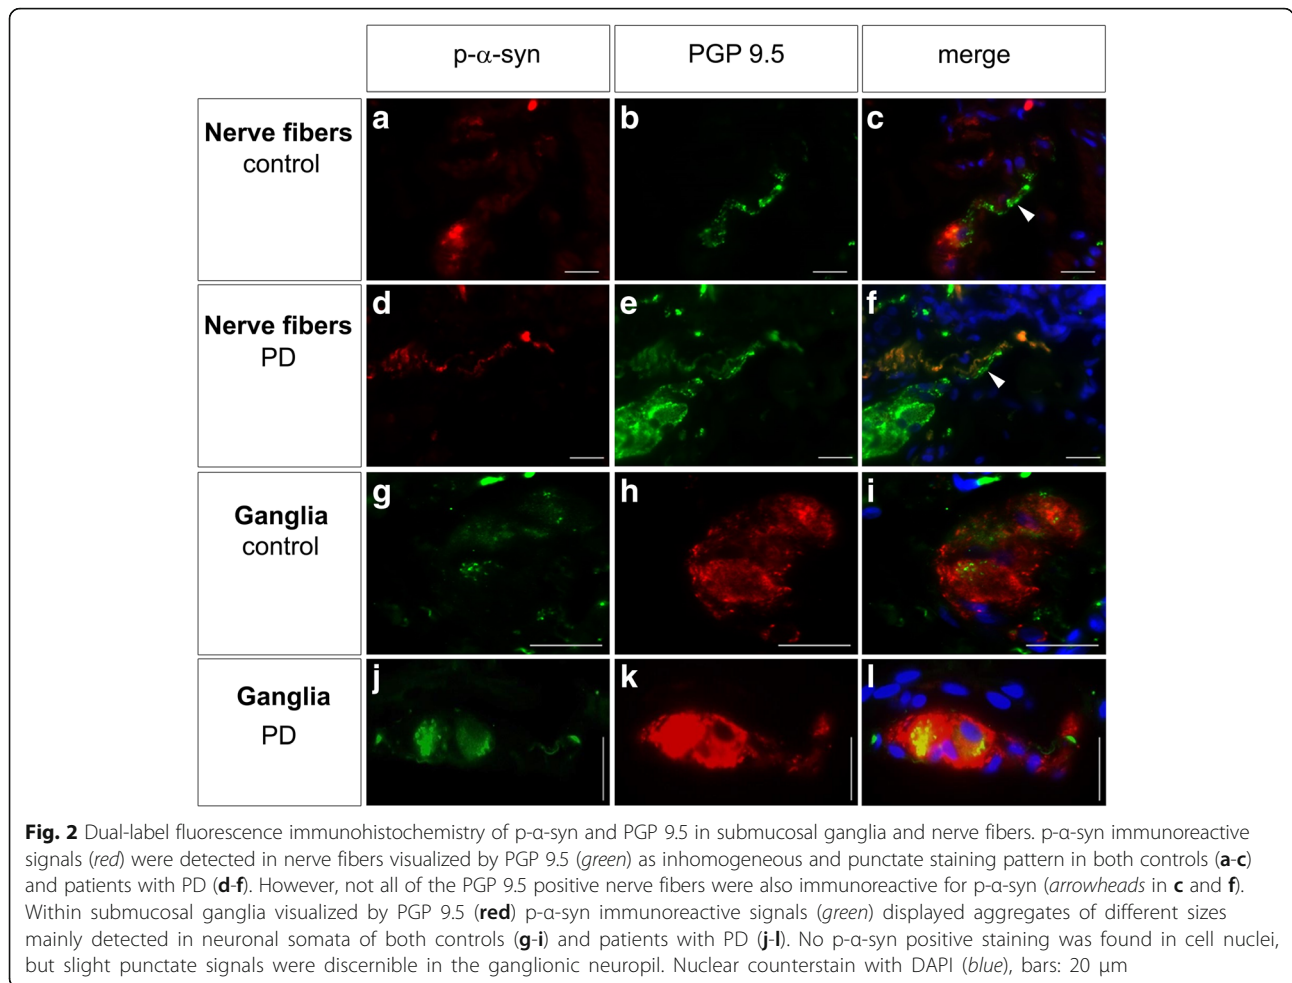 p-α-syn
PGP 9.5
merge
Nerve fibers
control
a
b
c
Nerve fibers
PD
d
e
f
Ganglia
control
g
h
i
Ganglia
PD
j
k
l
Fig. 2 Dual-label fluorescence immunohistochemistry of p-α-syn and PGP 9.5 in submucosal ganglia and nerve fibers. p-α-syn immunoreactive
signals (red) were detected in nerve fibers visualized by PGP 9.5 (green) as inhomogeneous and punctate staining pattern in both controls (a-c)
and patients with PD (d-f). However, not all of the PGP 9.5 positive nerve fibers were also immunoreactive for p-α-syn (arrowheads in c and f).
Within submucosal ganglia visualized by PGP 9.5 (red) p-α-syn immunoreactive signals (green) displayed aggregates of different sizes
mainly detected in neuronal somata of both controls (g-i) and patients with PD (j-l). No p-α-syn positive staining was found in cell nuclei,
but slight punctate signals were discernible in the ganglionic neuropil. Nuclear counterstain with DAPI (blue), bars: 20 μm